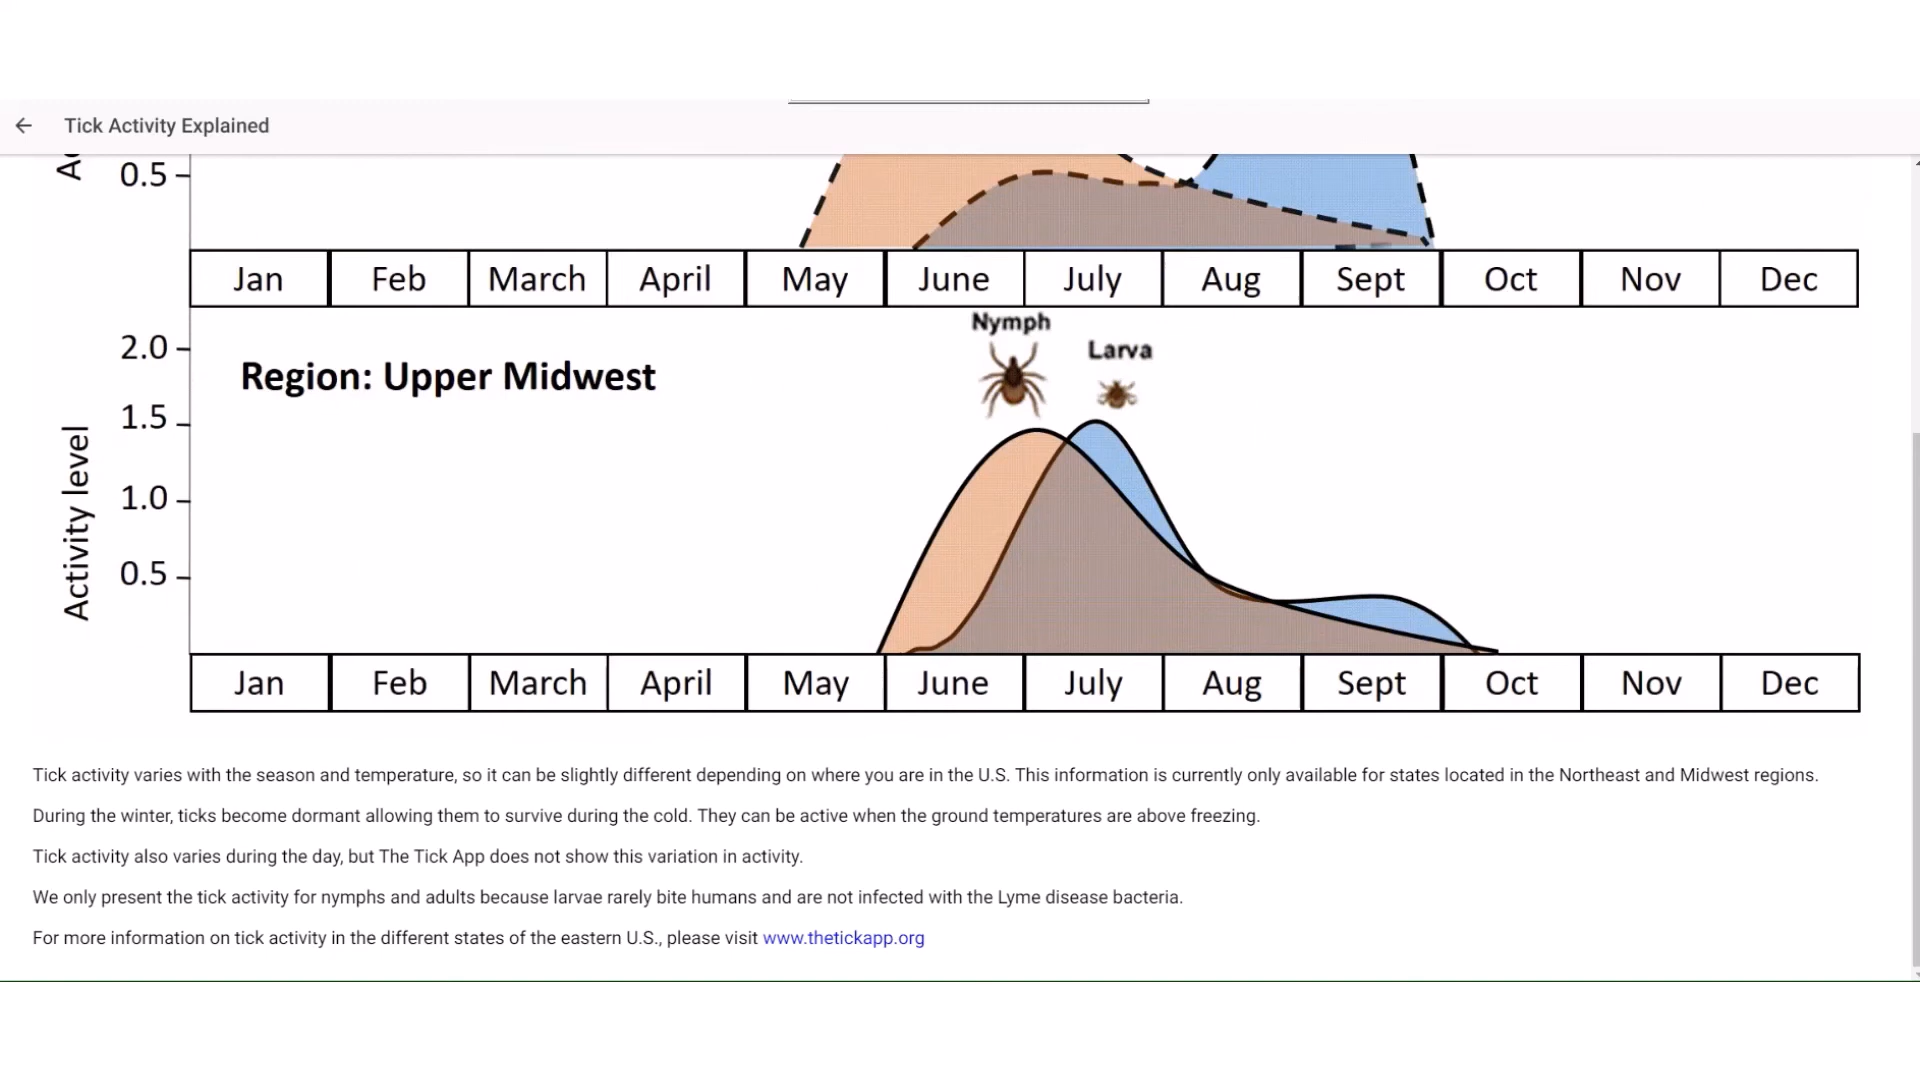 Tick Activity Explained
0.5
Jan Feb March April May June July Aug Sept Oct Nov Dec
Nymph
Larva
2.0
Region: Upper Midwest
1.5
1.0
0.5
Activity level
Jan Feb March April May June July Aug Sept Oct Nov Dec
Tick activity varies with the season and temperature, so it can be slightly different depending on where you are in the U.S. This information is currently only available for states located in the Northeast and Midwest regions.
During the winter, ticks become dormant allowing them to survive during the cold. They can be active when the ground temperatures are above freezing.
Tick activity also varies during the day, but The Tick App does not show this variation in activity.
We only present the tick activity for nymphs and adults because larvae rarely bite humans and are not infected with the Lyme disease bacteria.
For more information on tick activity in the different states of the eastern U.S., please visit www.thetickapp.org